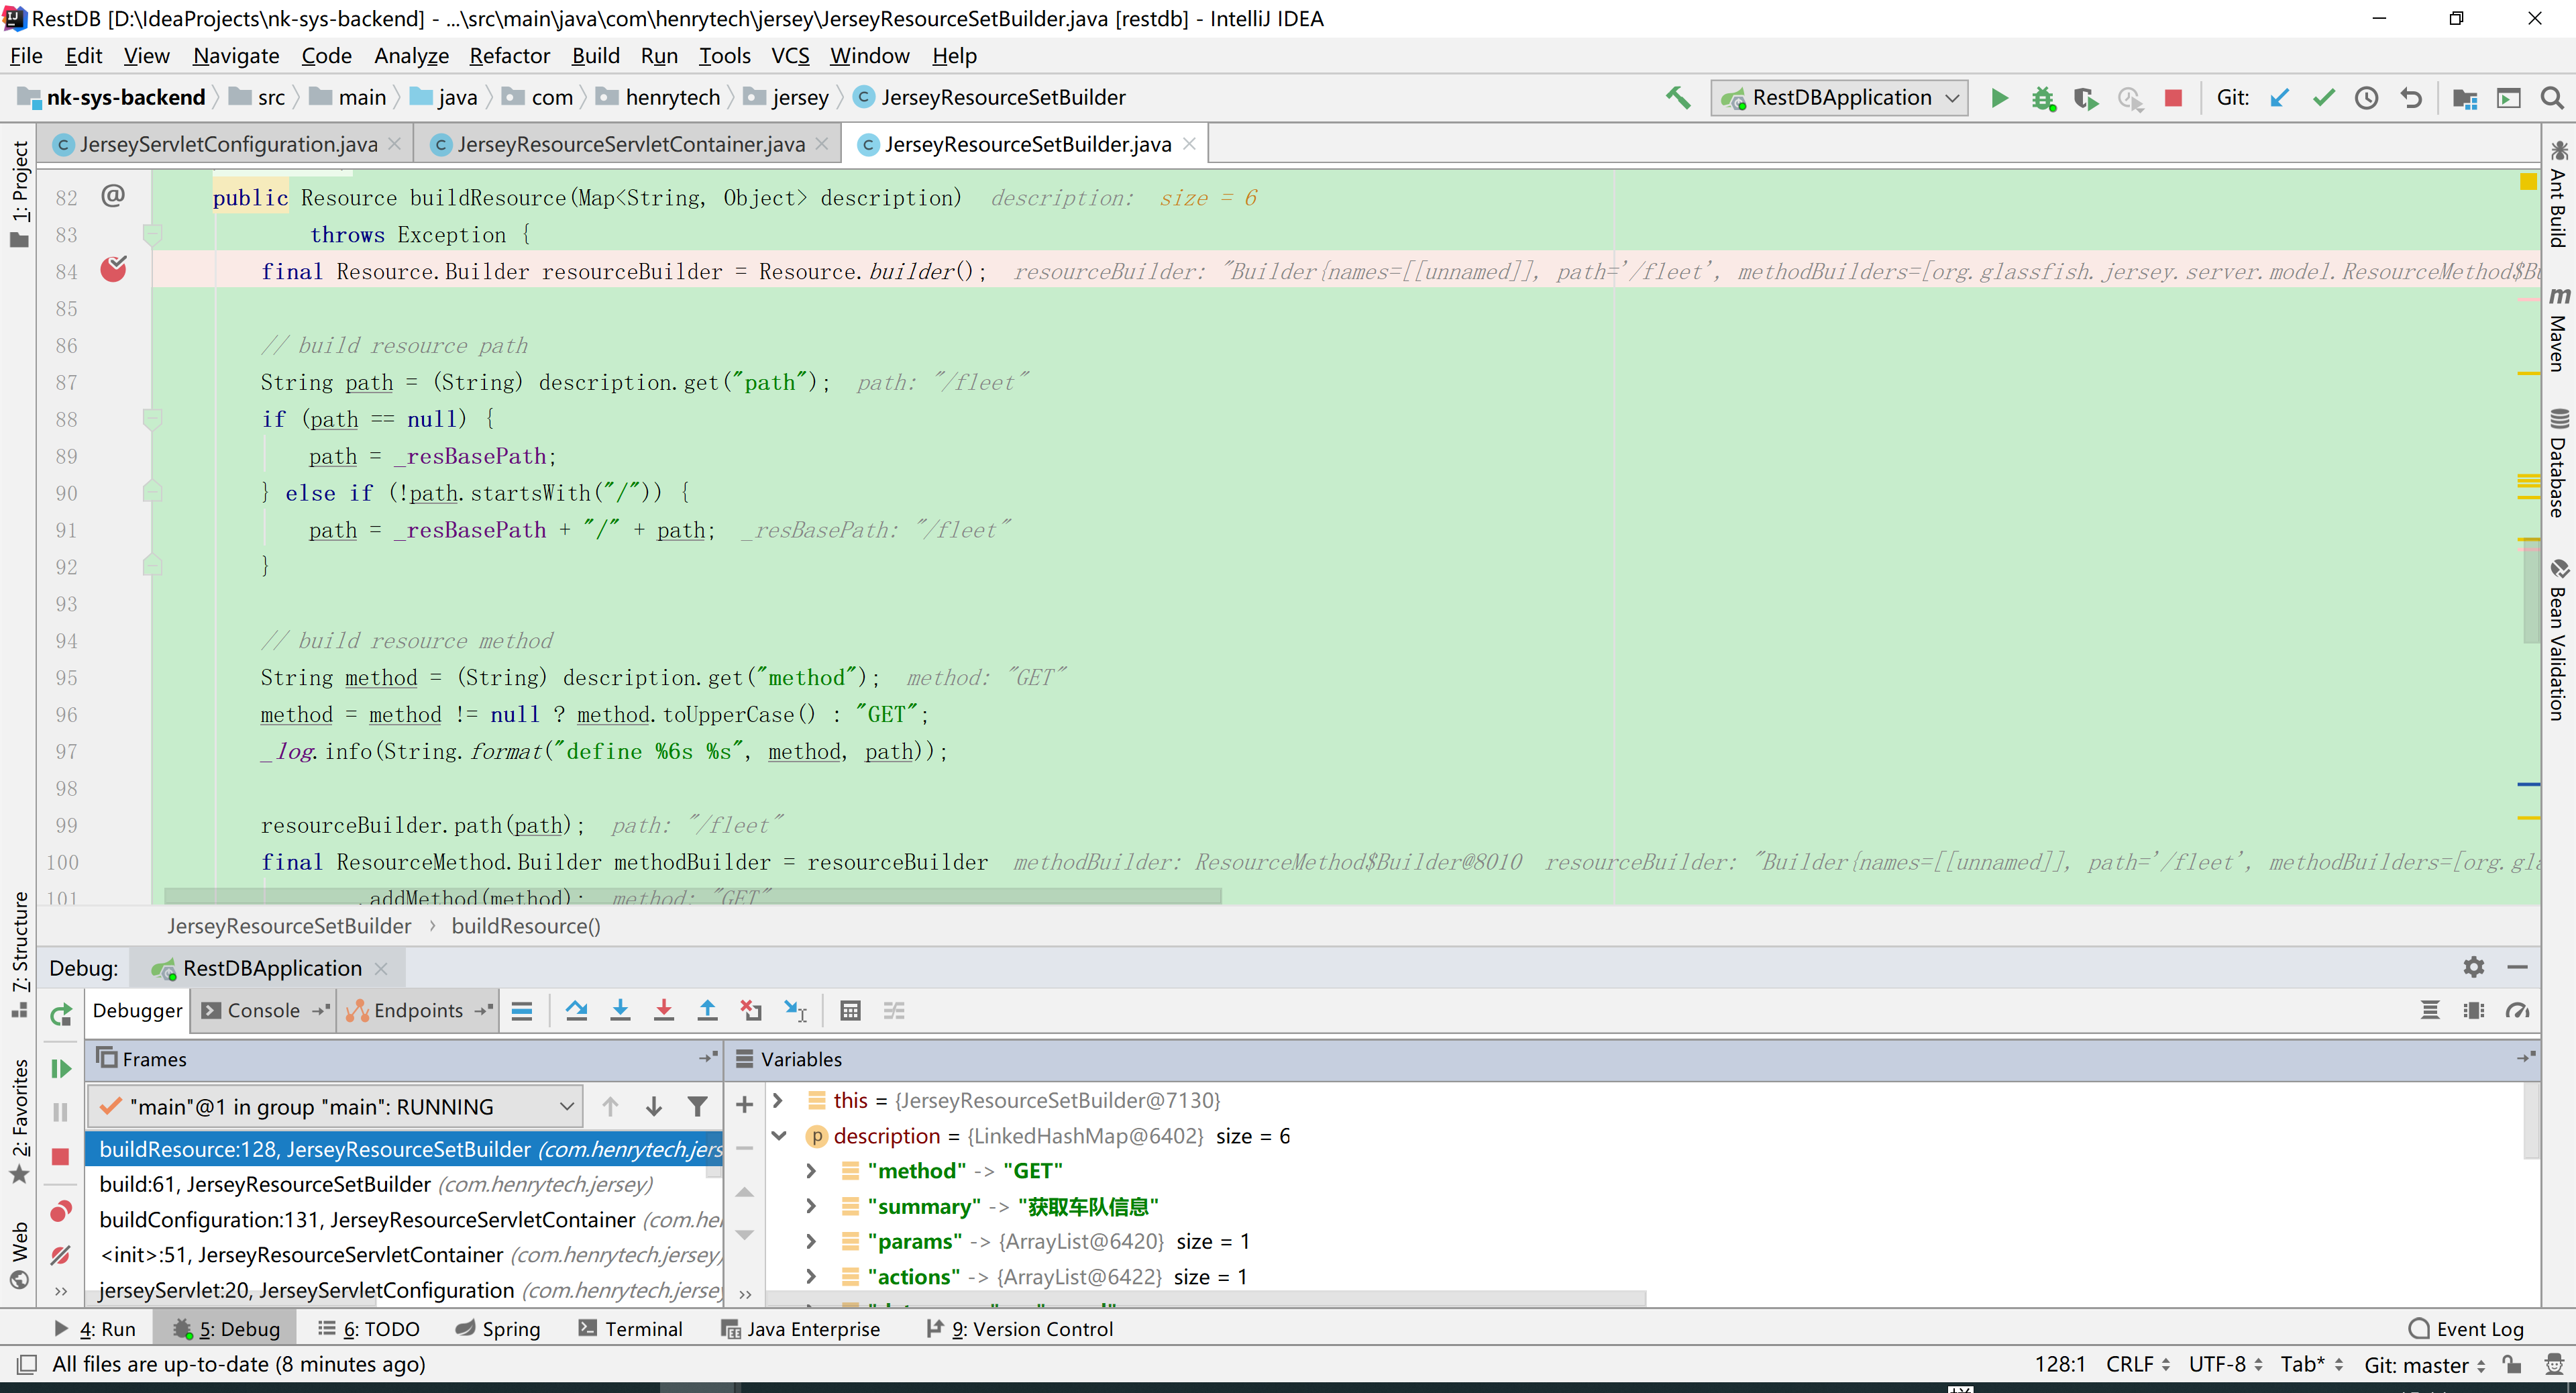 RestDB [D:\IdeaProjects\nk-sys-backend] - ...\src\main\java\com\henrytech\jersey\JerseyResourceSetBuilder.java [restdb] - IntelliJ IDEA
File Edit View Navigate Code Analyze Refactor Build Run Tools VCS Window Help
nk-sys-backend src main java com henrytech jersey JerseyResourceSetBuilder RestDBApplication Git:
JerseyServletConfiguration.java JerseyResourceServletContainer.java JerseyResourceSetBuilder.java
1: Project
7: Structure
2: Favorites
Web
Ant Build
Maven
Database
Bean Validation
82 public Resource buildResource(Map<String, Object> description) description: size = 6
83 throws Exception {
84 final Resource.Builder resourceBuilder = Resource.builder(); resourceBuilder: "Builder{names=[[unnamed]], path='/fleet', methodBuilders=[org.glassfish.jersey.server.model.ResourceMethod$Bu
85
86 // build resource path
87 String path = (String) description.get("path"); path: "/fleet"
88 if (path == null) {
89 path = _resBasePath;
90 } else if (!path.startsWith("/")) {
91 path = _resBasePath + "/" + path; _resBasePath: "/fleet"
92 }
93
94 // build resource method
95 String method = (String) description.get("method"); method: "GET"
96 method = method != null ? method.toUpperCase() : "GET";
97 _log.info(String.format("define %6s %s", method, path));
98
99 resourceBuilder.path(path); path: "/fleet"
100 final ResourceMethod.Builder methodBuilder = resourceBuilder methodBuilder: ResourceMethod$Builder@8010 resourceBuilder: "Builder{names=[[unnamed]], path='/fleet', methodBuilders=[org.gla
101 .addMethod(method); method: "GET"
JerseyResourceSetBuilder › buildResource()
Debug: RestDBApplication
Debugger Console Endpoints
Frames
Variables
"main"@1 in group "main": RUNNING
buildResource:128, JerseyResourceSetBuilder (com.henrytech.jers
build:61, JerseyResourceSetBuilder (com.henrytech.jersey)
buildConfiguration:131, JerseyResourceServletContainer (com.he
<init>:51, JerseyResourceServletContainer (com.henrytech.jersey)
jerseyServlet:20, JerseyServletConfiguration (com.henrytech.jerse
this = {JerseyResourceSetBuilder@7130}
description = {LinkedHashMap@6402} size = 6
"method" -> "GET"
"summary" -> "获取车队信息"
"params" -> {ArrayList@6420} size = 1
"actions" -> {ArrayList@6422} size = 1
4: Run 5: Debug 6: TODO Spring Terminal Java Enterprise 9: Version Control Event Log
All files are up-to-date (8 minutes ago) 128:1 CRLF UTF-8 Tab* Git: master